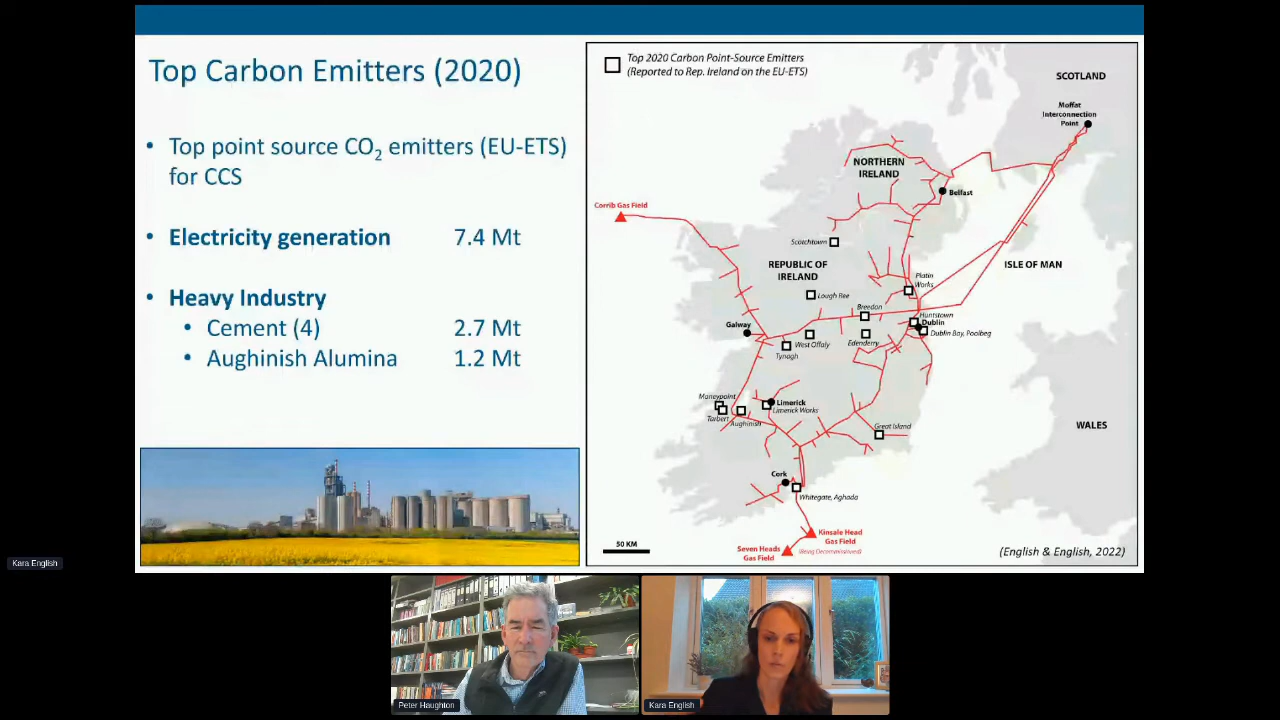 Top Carbon Emitters (2020)
• Top point source CO2 emitters (EU-ETS)
for CCS
• Electricity generation 7.4 Mt
• Heavy Industry
• Cement (4) 2.7 Mt
• Aughinish Alumina 1.2 Mt
Top 2020 Carbon Point-Source Emitters
(Reported to Rep. Ireland on the EU-ETS)
SCOTLAND
Moffat
Interconnection
Point
NORTHERN
IRELAND
Belfast
Corrib Gas Field
Scotchtown
REPUBLIC OF
IRELAND
ISLE OF MAN
Platin
Works
Lough Ree
Breedon
Huntstown
Dublin
Dublin Bay, Poolbeg
Galway
West Offaly
Edenderry
Tynagh
Moneypoint
Tarbert
Aughinish
Limerick
Limerick Works
Great Island
WALES
Cork
Whitegate, Aghada
Kinsale Head
Gas Field
(Being Decommissioned)
Seven Heads
Gas Field
50 KM
(English & English, 2022)
Kara English
Peter Haughton
Kara English